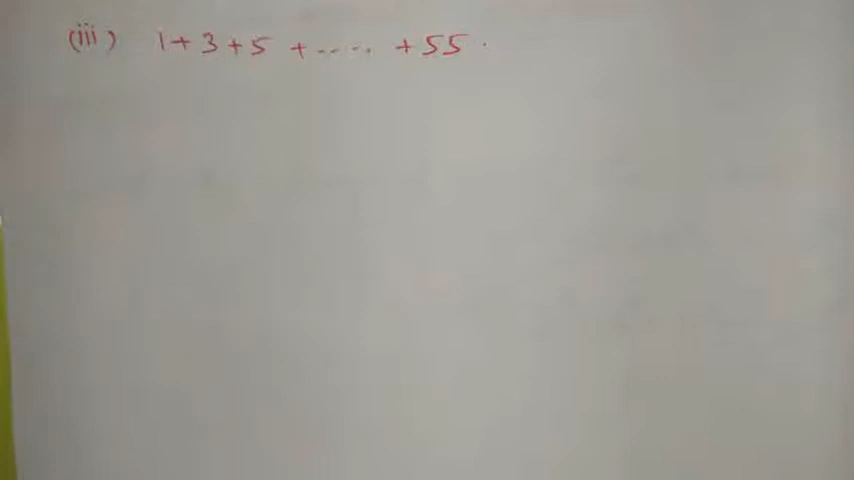 (iii) 1+3+5 +..... +55.